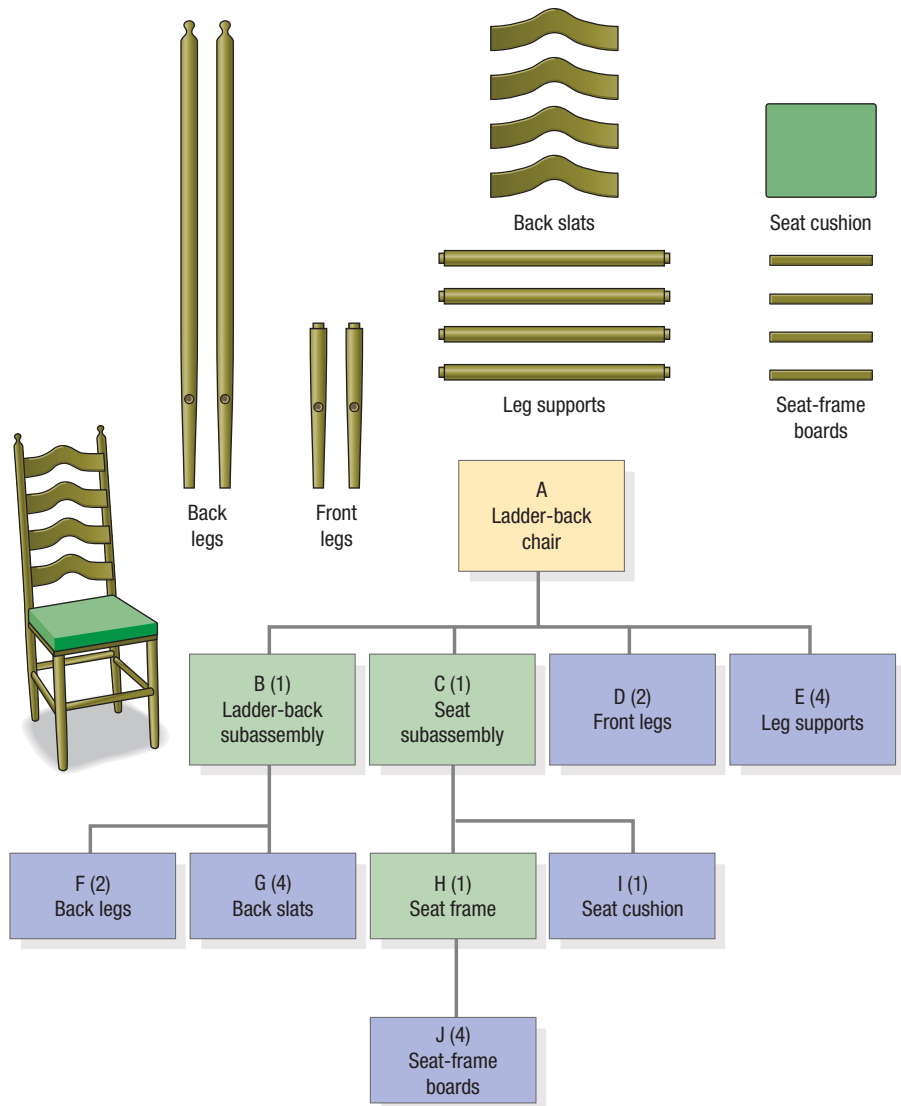 Back slats
Seat cushion
Leg supports
Seat-frame
boards
Back
legs
Front
legs
A
Ladder-back
chair
B (1)
Ladder-back
subassembly
C (1)
Seat
subassembly
D (2)
Front legs
E (4)
Leg supports
F (2)
Back legs
G (4)
Back slats
H (1)
Seat frame
I (1)
Seat cushion
J (4)
Seat-frame
boards